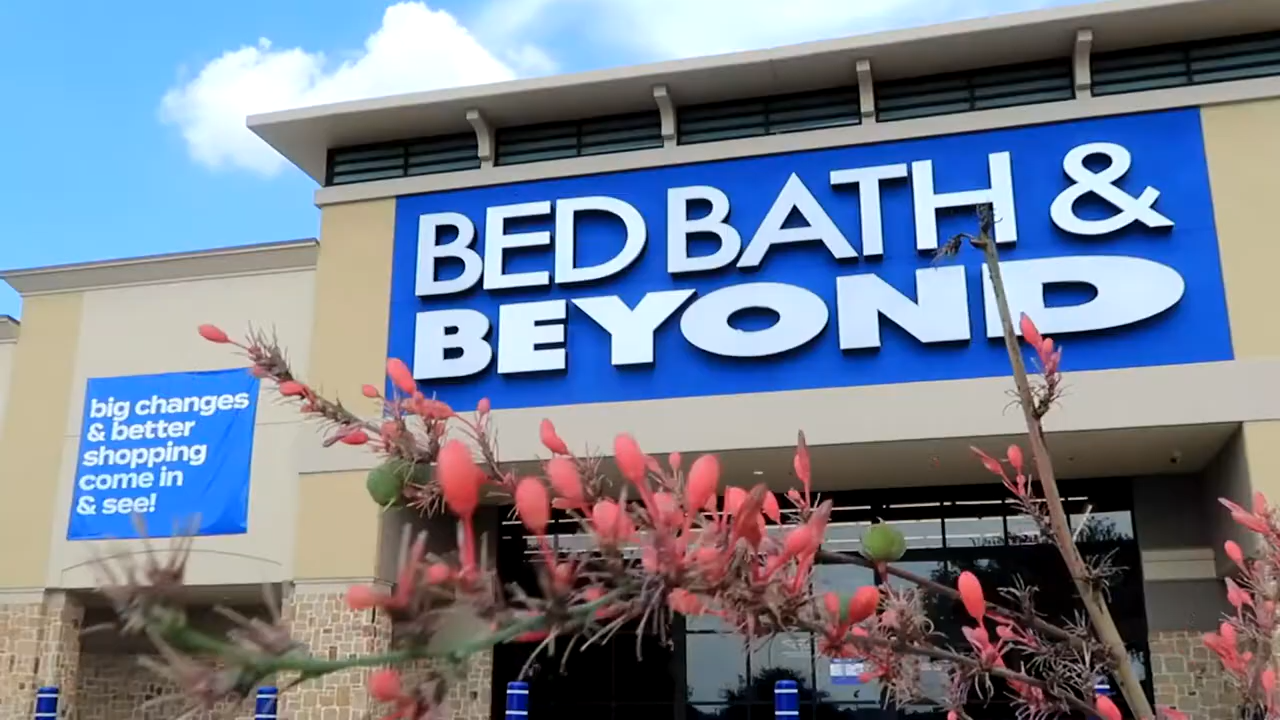 BED BATH &
BEYOND
big changes
& better
shopping
come in
& see!